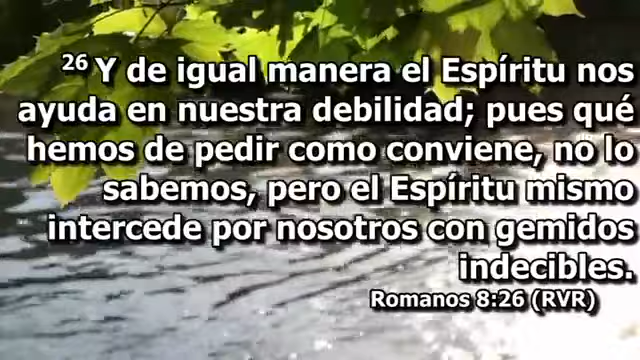 26 Y de igual manera el Espíritu nos
ayuda en nuestra debilidad; pues qué
hemos de pedir como conviene, no lo
sabemos, pero el Espíritu mismo
intercede por nosotros con gemidos
indecibles.
Romanos 8:26 (RVR)